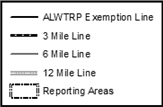 ALWTRP Exemption Line
3 Mile Line
6 Mile Line
12 Mile Line
Reporting Areas